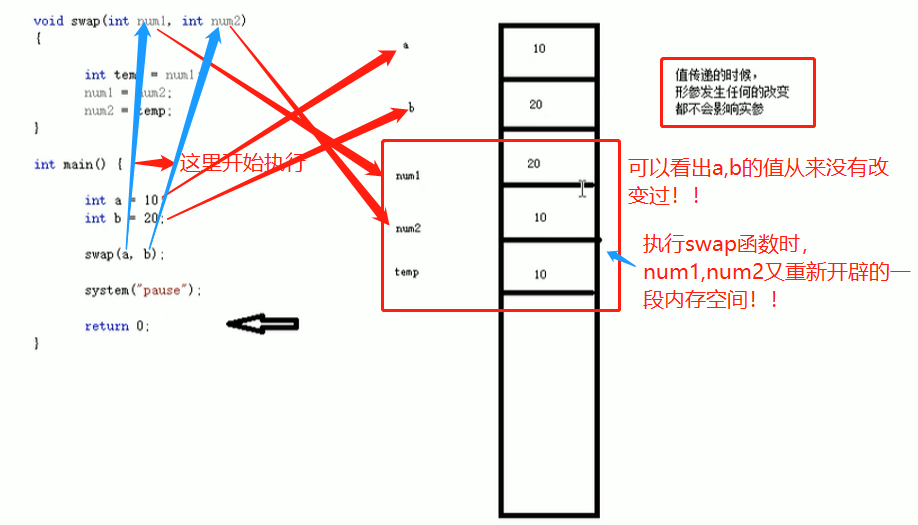 void swap(int num1, int num2)
{
int temp = num1;
num1 = num2;
num2 = temp;
}
int main() {
这里开始执行
int a = 10;
int b = 20;
swap(a, b);
system("pause");
return 0;
}
a
b
num1
num2
temp
10
20
20
10
10
值传递的时候，
形参发生任何的改变
都不会影响实参
可以看出a,b的值从来没有改
变过！！
执行swap函数时，
num1,num2又重新开辟的一
段内存空间！！